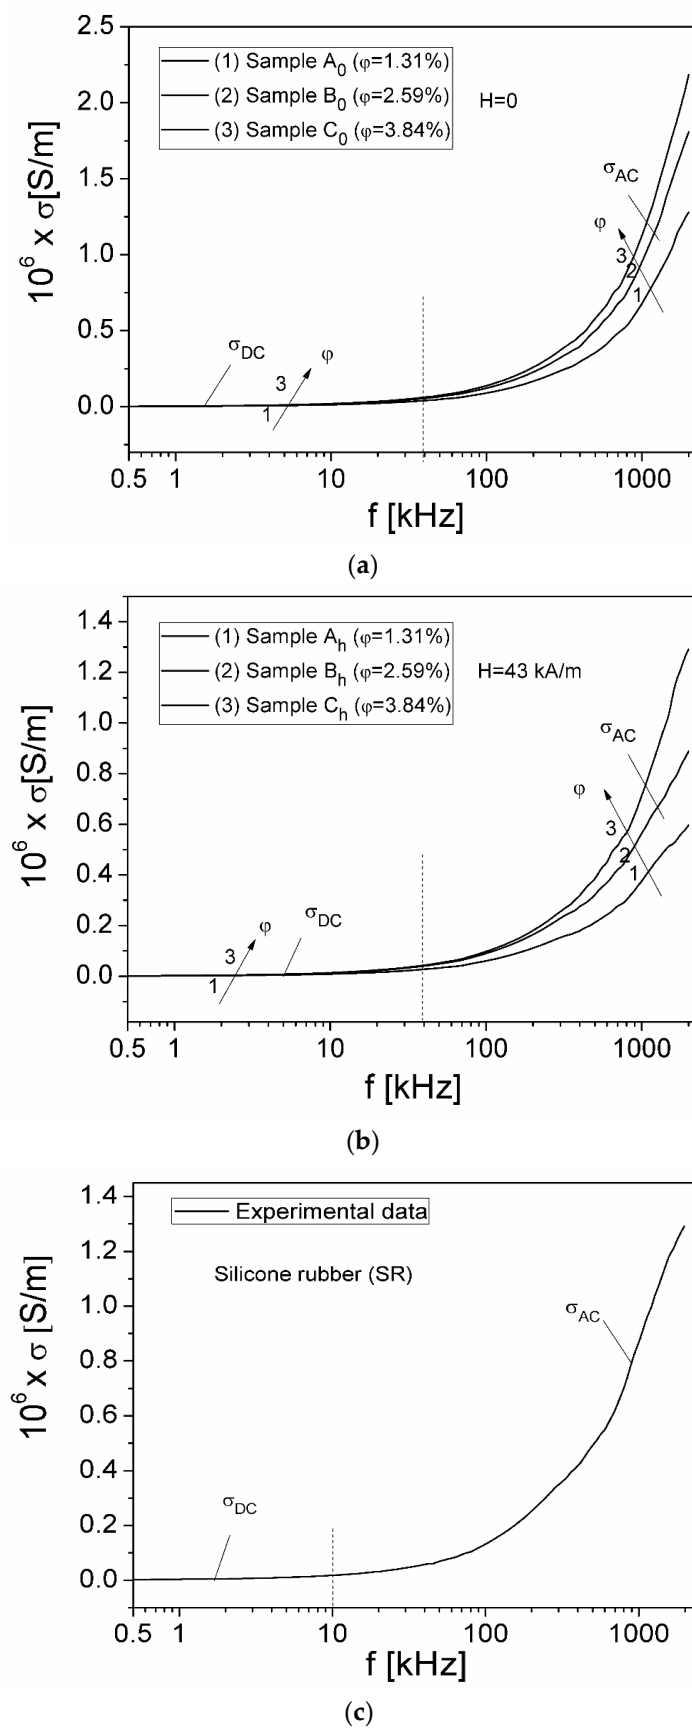 2.5
2.0
1.5
1.0
0.5
0.0
10⁶ x σ[S/m]
(1) Sample A₀ (φ=1.31%)
(2) Sample B₀ (φ=2.59%)
(3) Sample C₀ (φ=3.84%)
H=0
σAC
φ
3
2
1
σDC
φ
3
1
0.5 1 10 100 1000
f [kHz]
(a)
1.4
1.2
1.0
0.8
0.6
0.4
0.2
0.0
10⁶ x σ[S/m]
(1) Sample Aₕ (φ=1.31%)
(2) Sample Bₕ (φ=2.59%)
(3) Sample Cₕ (φ=3.84%)
H=43 kA/m
σAC
φ
3
2
1
φ
σDC
3
1
0.5 1 10 100 1000
f [kHz]
(b)
1.4
1.2
1.0
0.8
0.6
0.4
0.2
0.0
10⁶ x σ [S/m]
Experimental data
Silicone rubber (SR)
σAC
σDC
0.5 1 10 100 1000
f [kHz]
(c)